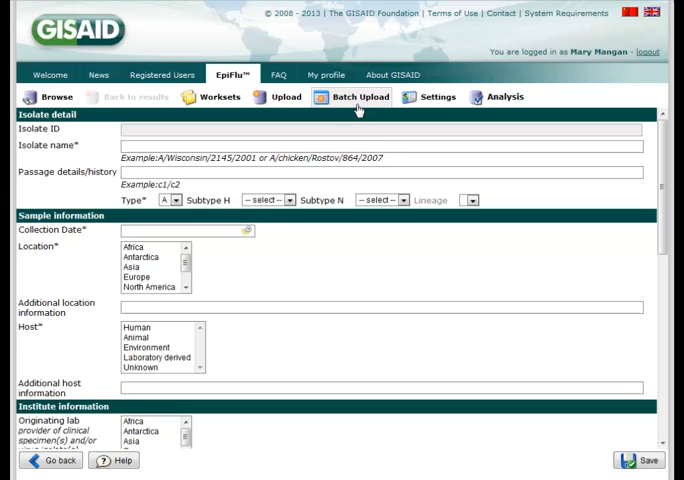 © 2008 - 2013 | The GISAID Foundation | Terms of Use | Contact | System Requirements
GISAID
You are logged in as Mary Mangan - logout
Welcome News Registered Users EpiFlu™ FAQ My profile About GISAID
Browse Back to results Worksets Upload Batch Upload Settings Analysis
Isolate detail
Isolate ID
Isolate name*
Example:A/Wisconsin/2145/2001 or A/chicken/Rostov/864/2007
Passage details/history
Example:c1/c2
Type* A Subtype H -- select -- Subtype N -- select -- Lineage
Sample information
Collection Date*
Location*
Africa
Antarctica
Asia
Europe
North America
Additional location
information
Host*
Human
Animal
Environment
Laboratory derived
Unknown
Additional host
information
Institute information
Originating lab
provider of clinical
specimen(s) and/or
Africa
Antarctica
Asia
Go back Help Save